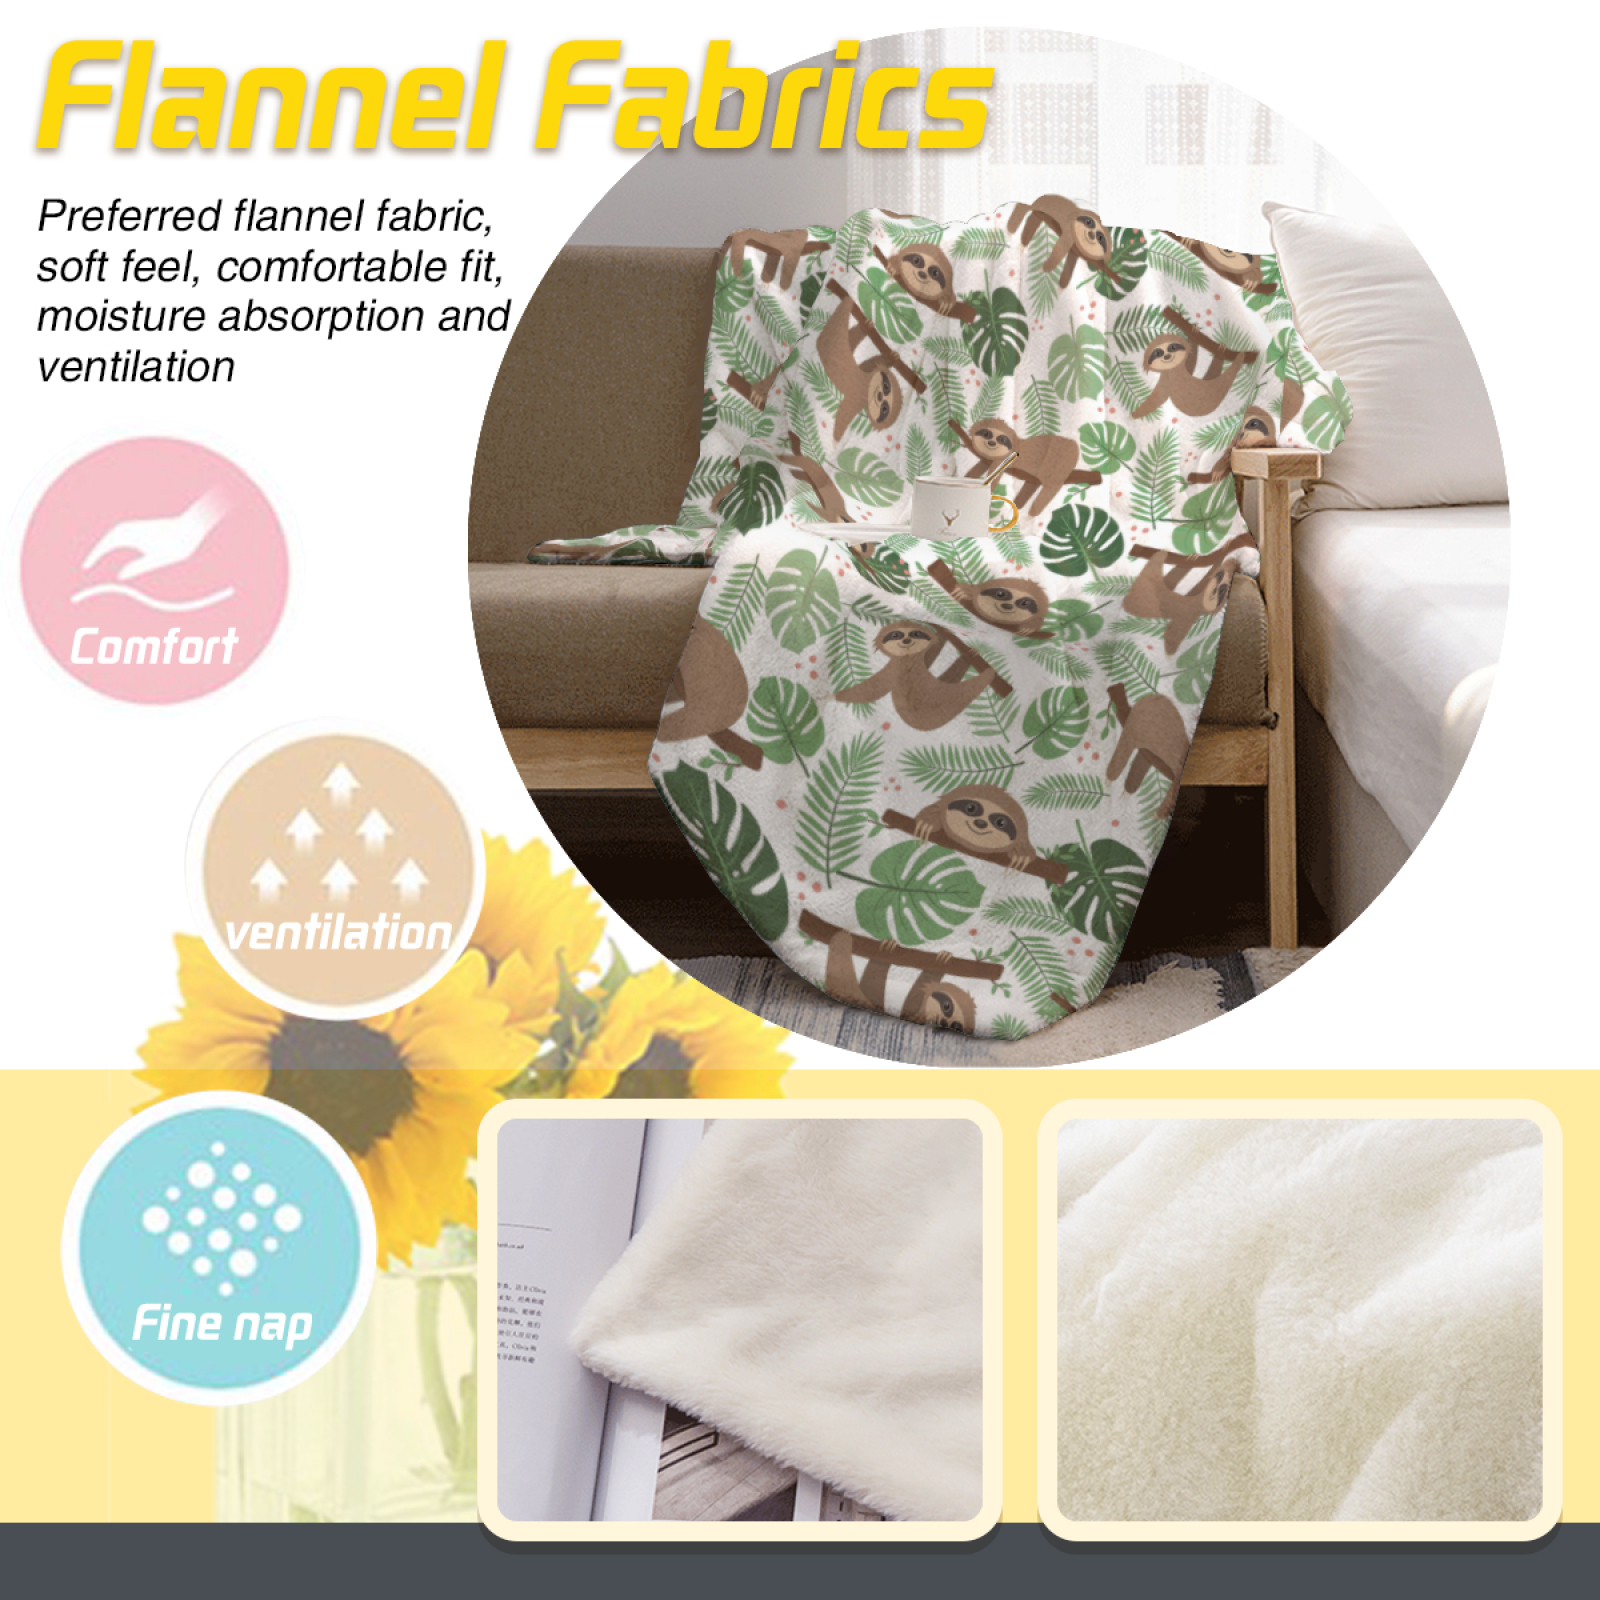 Flannel Fabrics
Preferred flannel fabric,
soft feel, comfortable fit,
moisture absorption and
ventilation
Comfort
ventilation
Fine nap